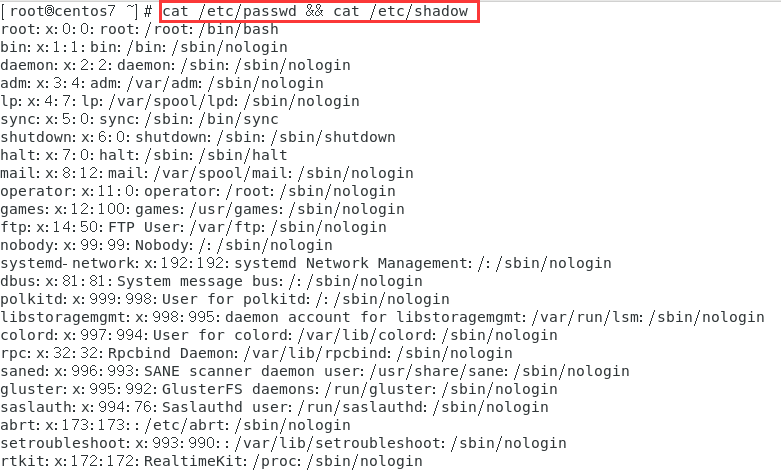 [root@centos7 ~]# cat /etc/passwd && cat /etc/shadow
root:x:0:0:root:/root:/bin/bash
bin:x:1:1:bin:/bin:/sbin/nologin
daemon:x:2:2:daemon:/sbin:/sbin/nologin
adm:x:3:4:adm:/var/adm:/sbin/nologin
lp:x:4:7:lp:/var/spool/lpd:/sbin/nologin
sync:x:5:0:sync:/sbin:/bin/sync
shutdown:x:6:0:shutdown:/sbin:/sbin/shutdown
halt:x:7:0:halt:/sbin:/sbin/halt
mail:x:8:12:mail:/var/spool/mail:/sbin/nologin
operator:x:11:0:operator:/root:/sbin/nologin
games:x:12:100:games:/usr/games:/sbin/nologin
ftp:x:14:50:FTP User:/var/ftp:/sbin/nologin
nobody:x:99:99:Nobody:/:/sbin/nologin
systemd-network:x:192:192:systemd Network Management:/:/sbin/nologin
dbus:x:81:81:System message bus:/:/sbin/nologin
polkitd:x:999:998:User for polkitd:/:/sbin/nologin
libstoragemgmt:x:998:995:daemon account for libstoragemgmt:/var/run/lsm:/sbin/nologin
colord:x:997:994:User for colord:/var/lib/colord:/sbin/nologin
rpc:x:32:32:Rpcbind Daemon:/var/lib/rpcbind:/sbin/nologin
saned:x:996:993:SANE scanner daemon user:/usr/share/sane:/sbin/nologin
gluster:x:995:992:GlusterFS daemons:/run/gluster:/sbin/nologin
saslauth:x:994:76:Saslauthd user:/run/saslauthd:/sbin/nologin
abrt:x:173:173::/etc/abrt:/sbin/nologin
setroubleshoot:x:993:990::/var/lib/setroubleshoot:/sbin/nologin
rtkit:x:172:172:RealtimeKit:/proc:/sbin/nologin